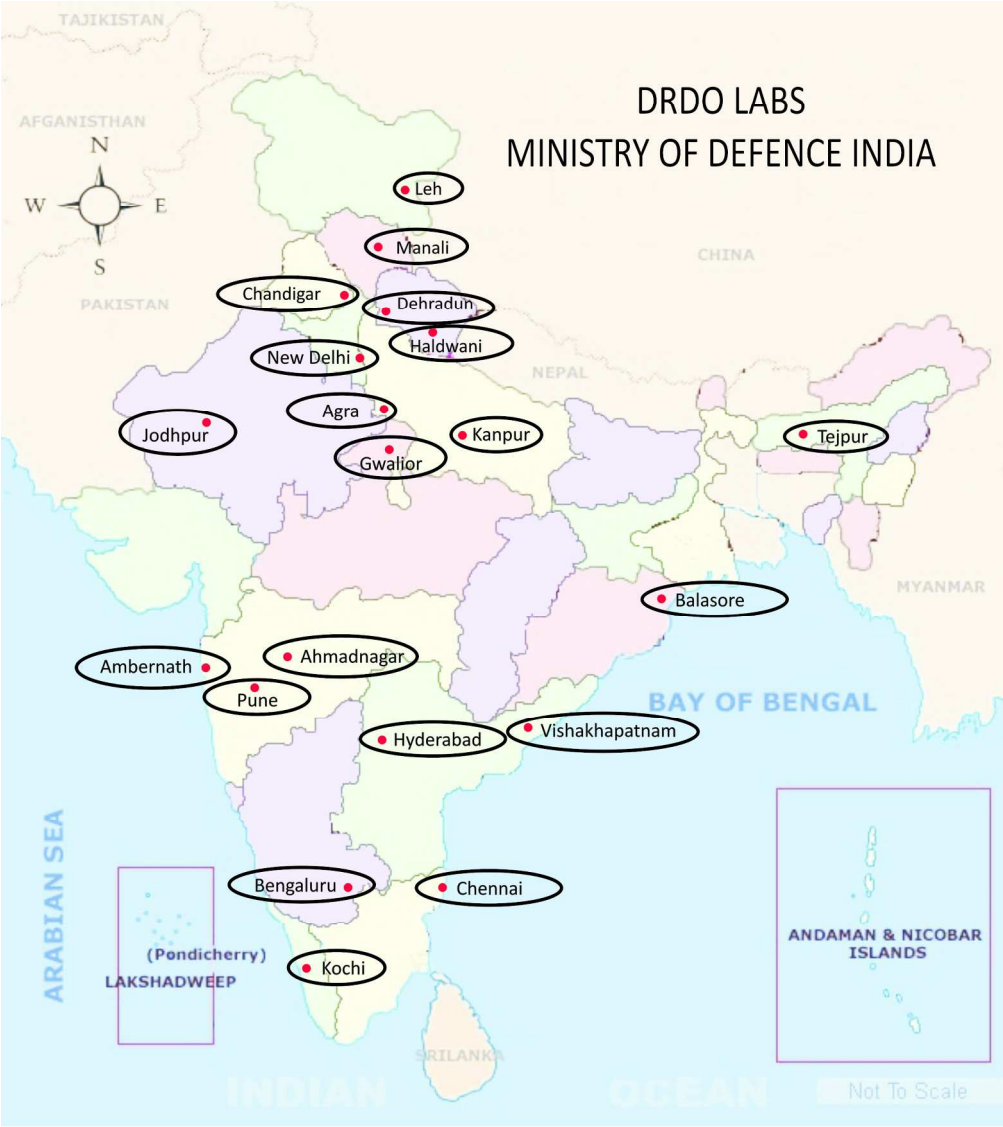 TAJIKISTAN
DRDO LABS
MINISTRY OF DEFENCE INDIA
AFGANISTHAN
N
W
E
S
Leh
Manali
CHINA
PAKISTAN
Chandigar
Dehradun
Haldwani
New Delhi
NEPAL
Agra
Jodhpur
Kanpur
Tejpur
Gwalior
MYANMAR
Balasore
Ambernath
Ahmadnagar
Pune
BAY OF BENGAL
Hyderabad
Vishakhapatnam
ARABIAN SEA
Bengaluru
Chennai
ANDAMAN & NICOBAR
ISLANDS
(Pondicherry)
LAKSHADWEEP
Kochi
SRILANKA
INDIAN OCEAN
Not To Scale